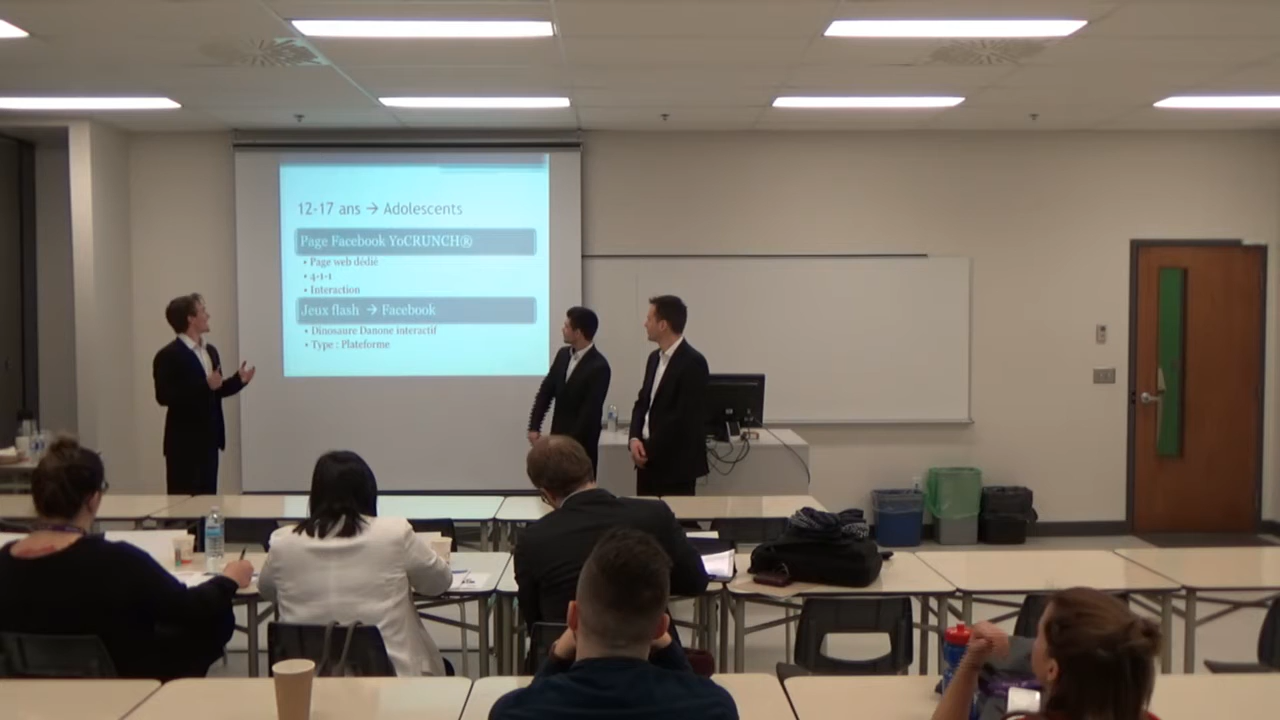 12-17 ans → Adolescents
Page Facebook YoCRUNCH®
• Page web dédié
• 4-1-1
• Interaction
Jeux flash → Facebook
• Dinosaure Danone interactif
• Type : Plateforme